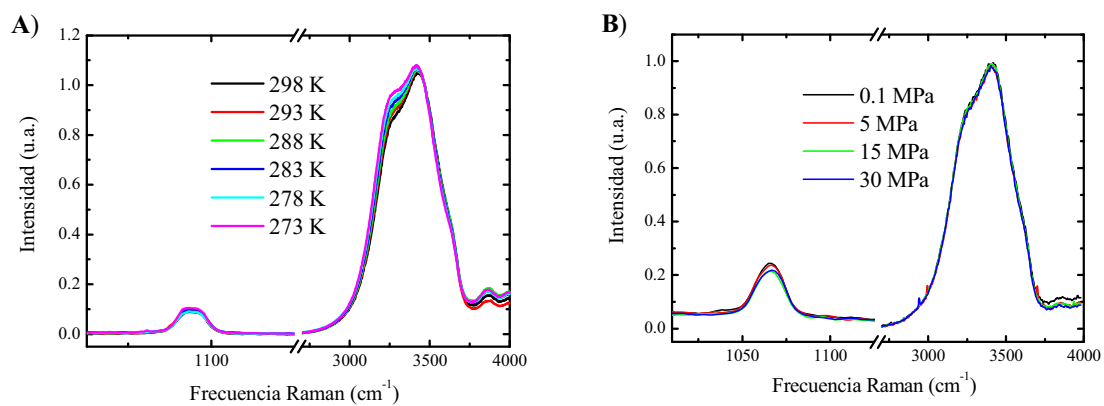 A)
Intensidad (u.a.)
1.2
1.0
0.8
0.6
0.4
0.2
0.0
298 K
293 K
288 K
283 K
278 K
273 K
1100
3000
3500
4000
Frecuencia Raman (cm-1)
B)
Intensidad (u.a.)
1.0
0.8
0.6
0.4
0.2
0.0
0.1 MPa
5 MPa
15 MPa
30 MPa
1050
1100
3000
3500
4000
Frecuencia Raman (cm-1)